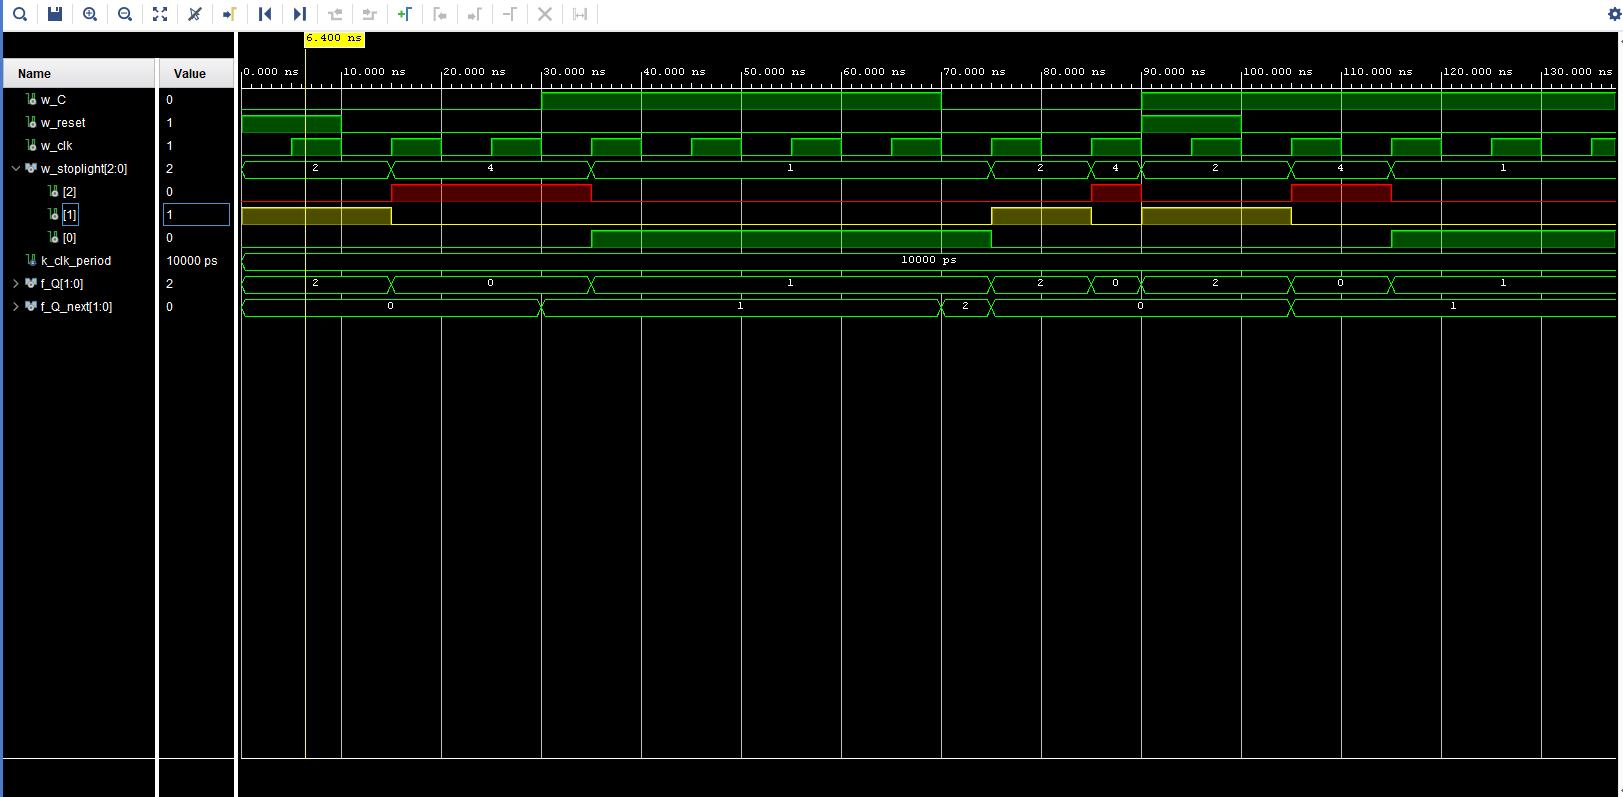 6.400 ns
Name Value
0.000 ns 10.000 ns 20.000 ns 30.000 ns 40.000 ns 50.000 ns 60.000 ns 70.000 ns 80.000 ns 90.000 ns 100.000 ns 110.000 ns 120.000 ns 130.000 ns
w_C 0
w_reset 1
w_clk 1
w_stoplight[2:0] 2 2 4 1 2 4 2 4 1
[2] 0
[1] 1
[0] 0
k_clk_period 10000 ps 10000 ps
f_Q[1:0] 2 2 0 1 2 0 2 0 1
f_Q_next[1:0] 0 0 1 2 0 1